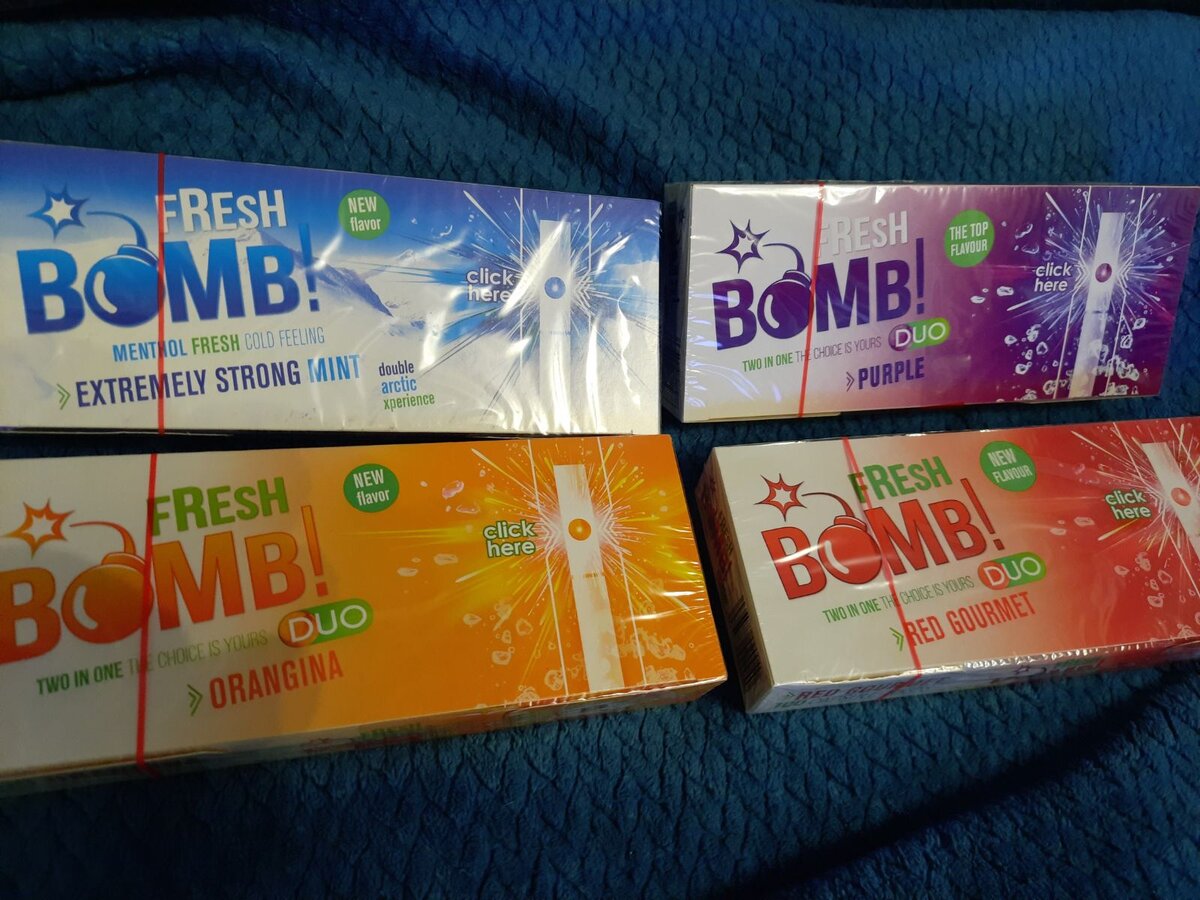 FRESH
BOMB!
NEW
flavor
click
here
MENTHOL FRESH COLD FEELING
EXTREMELY STRONG MINT
double
arctic
xperience
FRESH
BOMB!
THE TOP
FLAVOUR
click
here
TWO IN ONE THE CHOICE IS YOURS DUO
PURPLE
FRESH
BOMB!
NEW
flavor
click
here
TWO IN ONE THE CHOICE IS YOURS DUO
ORANGINA
FRESH
BOMB!
NEW
FLAVOUR
click
here
TWO IN ONE THE CHOICE IS YOURS DUO
RED GOURMET